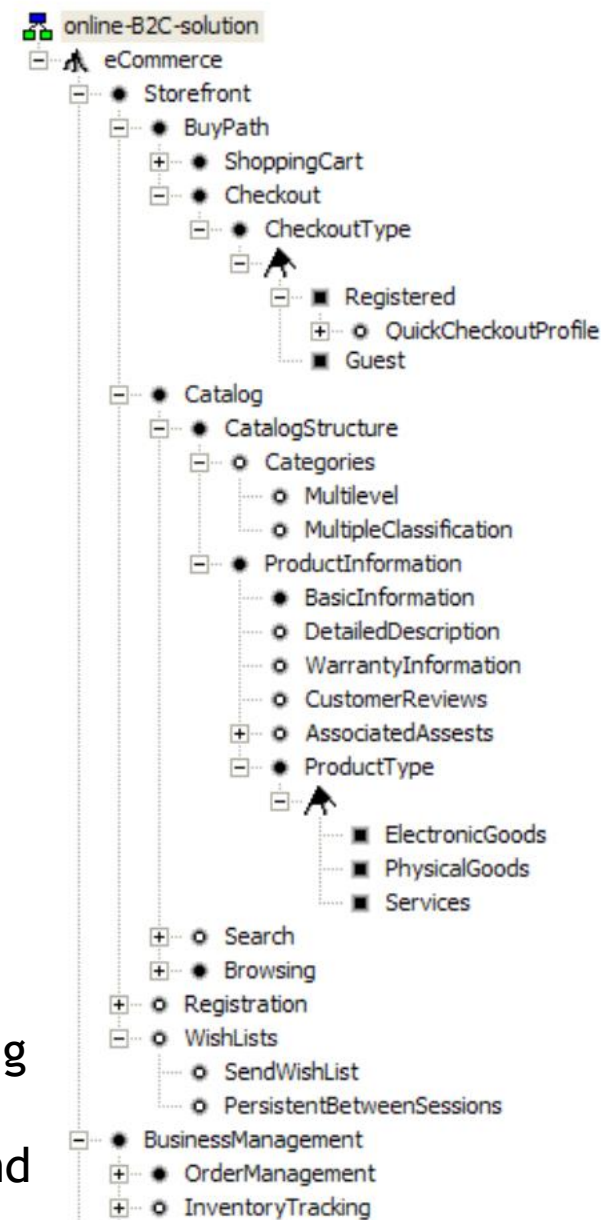 online-B2C-solution
eCommerce
Storefront
BuyPath
ShoppingCart
Checkout
CheckoutType
Registered
QuickCheckoutProfile
Guest
Catalog
CatalogStructure
Categories
Multilevel
MultipleClassification
ProductInformation
BasicInformation
DetailedDescription
WarrantyInformation
CustomerReviews
AssociatedAssests
ProductType
ElectronicGoods
PhysicalGoods
Services
Search
Browsing
Registration
g
WishLists
SendWishList
PersistentBetweenSessions
BusinessManagement
nd
OrderManagement
InventoryTracking